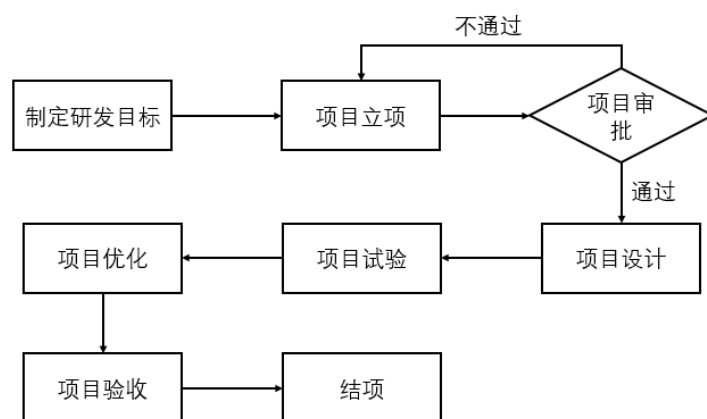 不通过
制定研发目标
项目立项
项目审
批
通过
项目优化
项目试验
项目设计
项目验收
结项